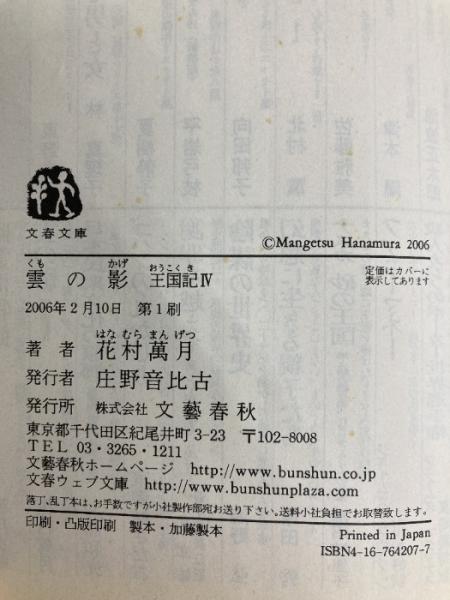 文春文庫
©Mangetsu Hanamura 2006
くも かげ おうこくき
雲の影 王国記Ⅳ
定価はカバーに
表示してあります
2006年2月10日 第1刷
はな むら まん げつ
著者 花村萬月
発行者 庄野音比古
発行所 株式会社 文藝春秋
東京都千代田区紀尾井町3-23 〒102-8008
TEL 03・3265・1211
文藝春秋ホームページ http://www.bunshun.co.jp
文春ウェブ文庫 http://www.bunshunplaza.com
落丁、乱丁本は、お手数ですが小社製作部宛お送り下さい。送料小社負担でお取替致します。
印刷・凸版印刷 製本・加藤製本
Printed in Japan
ISBN4-16-764207-7